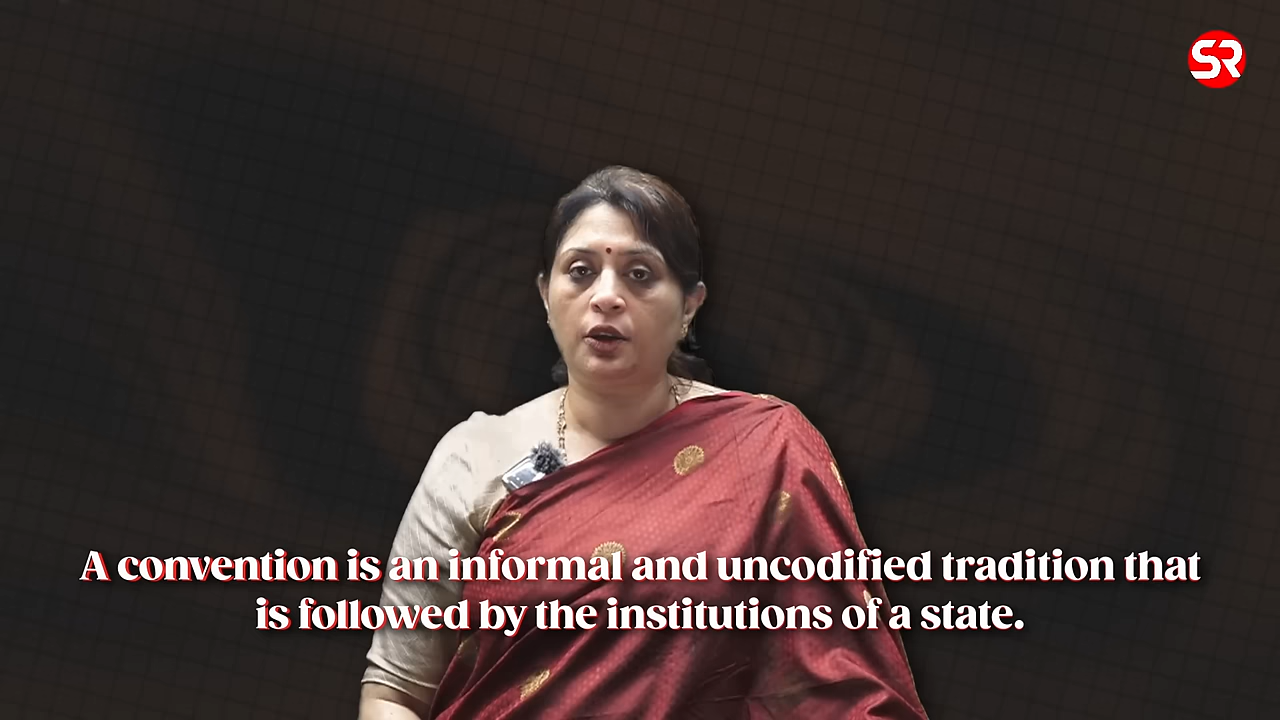 SR
A convention is an informal and uncodified tradition that
is followed by the institutions of a state.